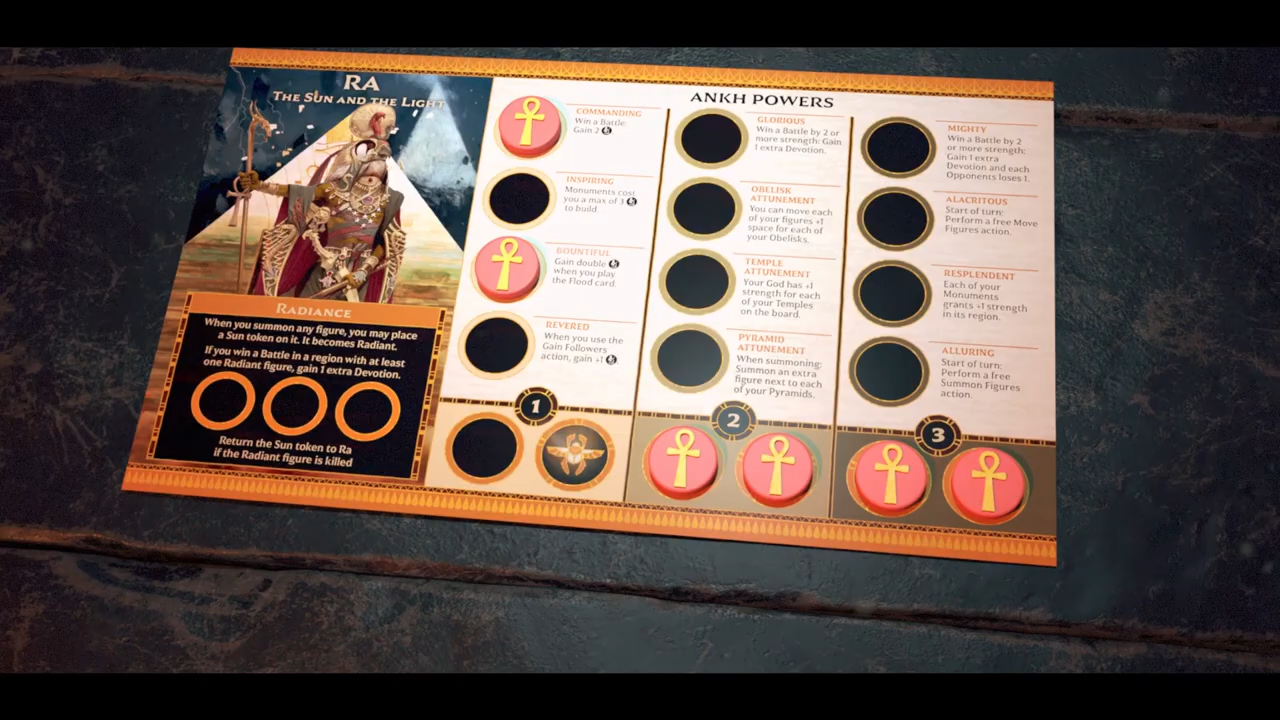 RA
THE SUN AND THE LIGHT
RADIANCE
When you summon any figure, you may place
a Sun token on it. It becomes Radiant.
If you win a Battle in a region with at least
one Radiant figure, gain 1 extra Devotion.
Return the Sun token to Ra
if the Radiant figure is killed
ANKH POWERS
COMMANDING
Win a Battle:
Gain 2
INSPIRING
Monuments cost
you a max of 3
to build.
BOUNTIFUL
Gain double
when you play
the Flood card.
REVERED
When you use the
Gain Followers
action, gain +1
1
GLORIOUS
Win a Battle by 2 or
more strength: Gain
1 extra Devotion.
OBELISK
ATTUNEMENT
You can move each
of your figures +1
space for each of
your Obelisks.
TEMPLE
ATTUNEMENT
Your God has +1
strength for each
of your Temples
on the board.
PYRAMID
ATTUNEMENT
When summoning:
Summon an extra
figure next to each
of your Pyramids.
2
MIGHTY
Win a Battle by 2
or more strength:
Gain 1 extra
Devotion and each
Opponents loses 1.
ALACRITOUS
Start of turn:
Perform a free Move
Figures action.
RESPLENDENT
Each of your
Monuments
grants +1 strength
in its region.
ALLURING
Start of turn:
Perform a free
Summon Figures
action.
3